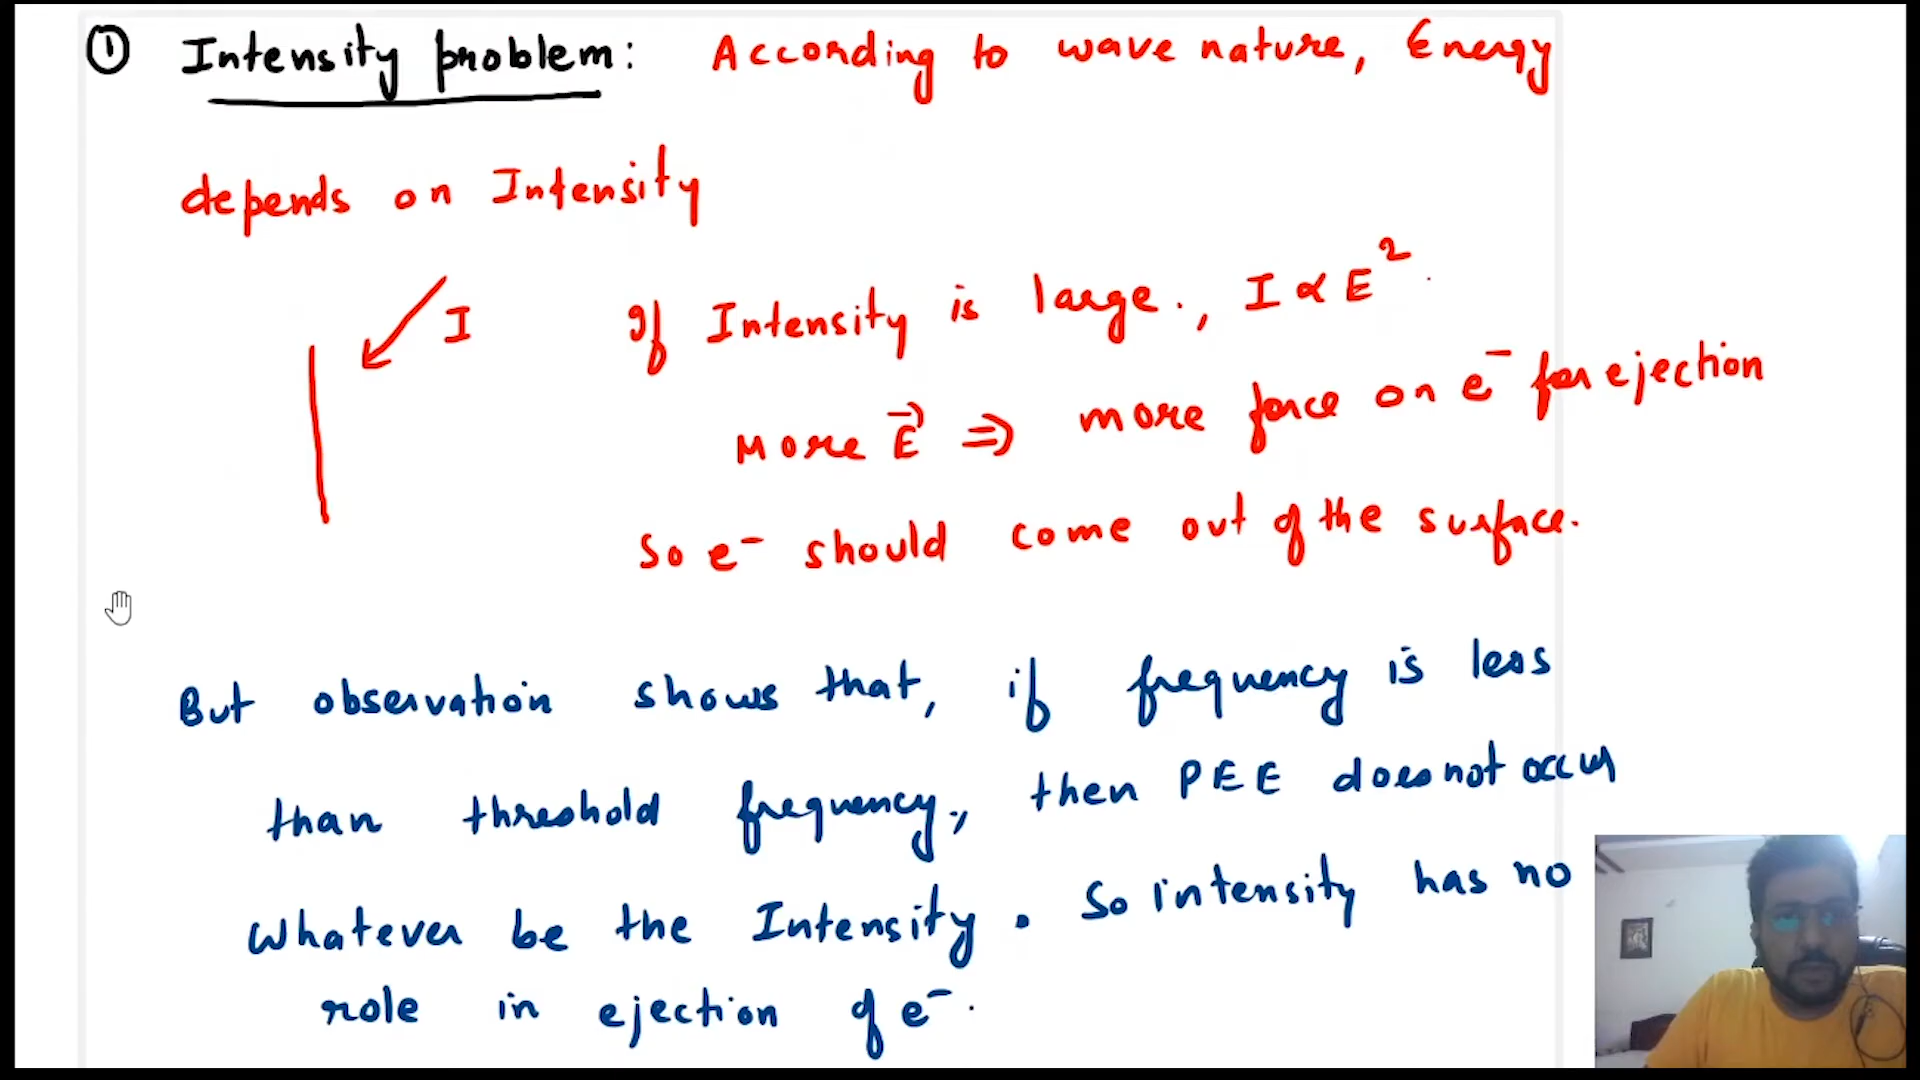 ① Intensity problem: According to wave nature, Energy
depends on Intensity
I If Intensity is large., I ∝ E²
More E⃗ ⇒ more force on e⁻ for ejection
So e⁻ should come out of the surface.
But observation shows that, if frequency is less
than threshold frequency, then PEE does not occur
whatever be the Intensity. So intensity has no
role in ejection of e⁻.